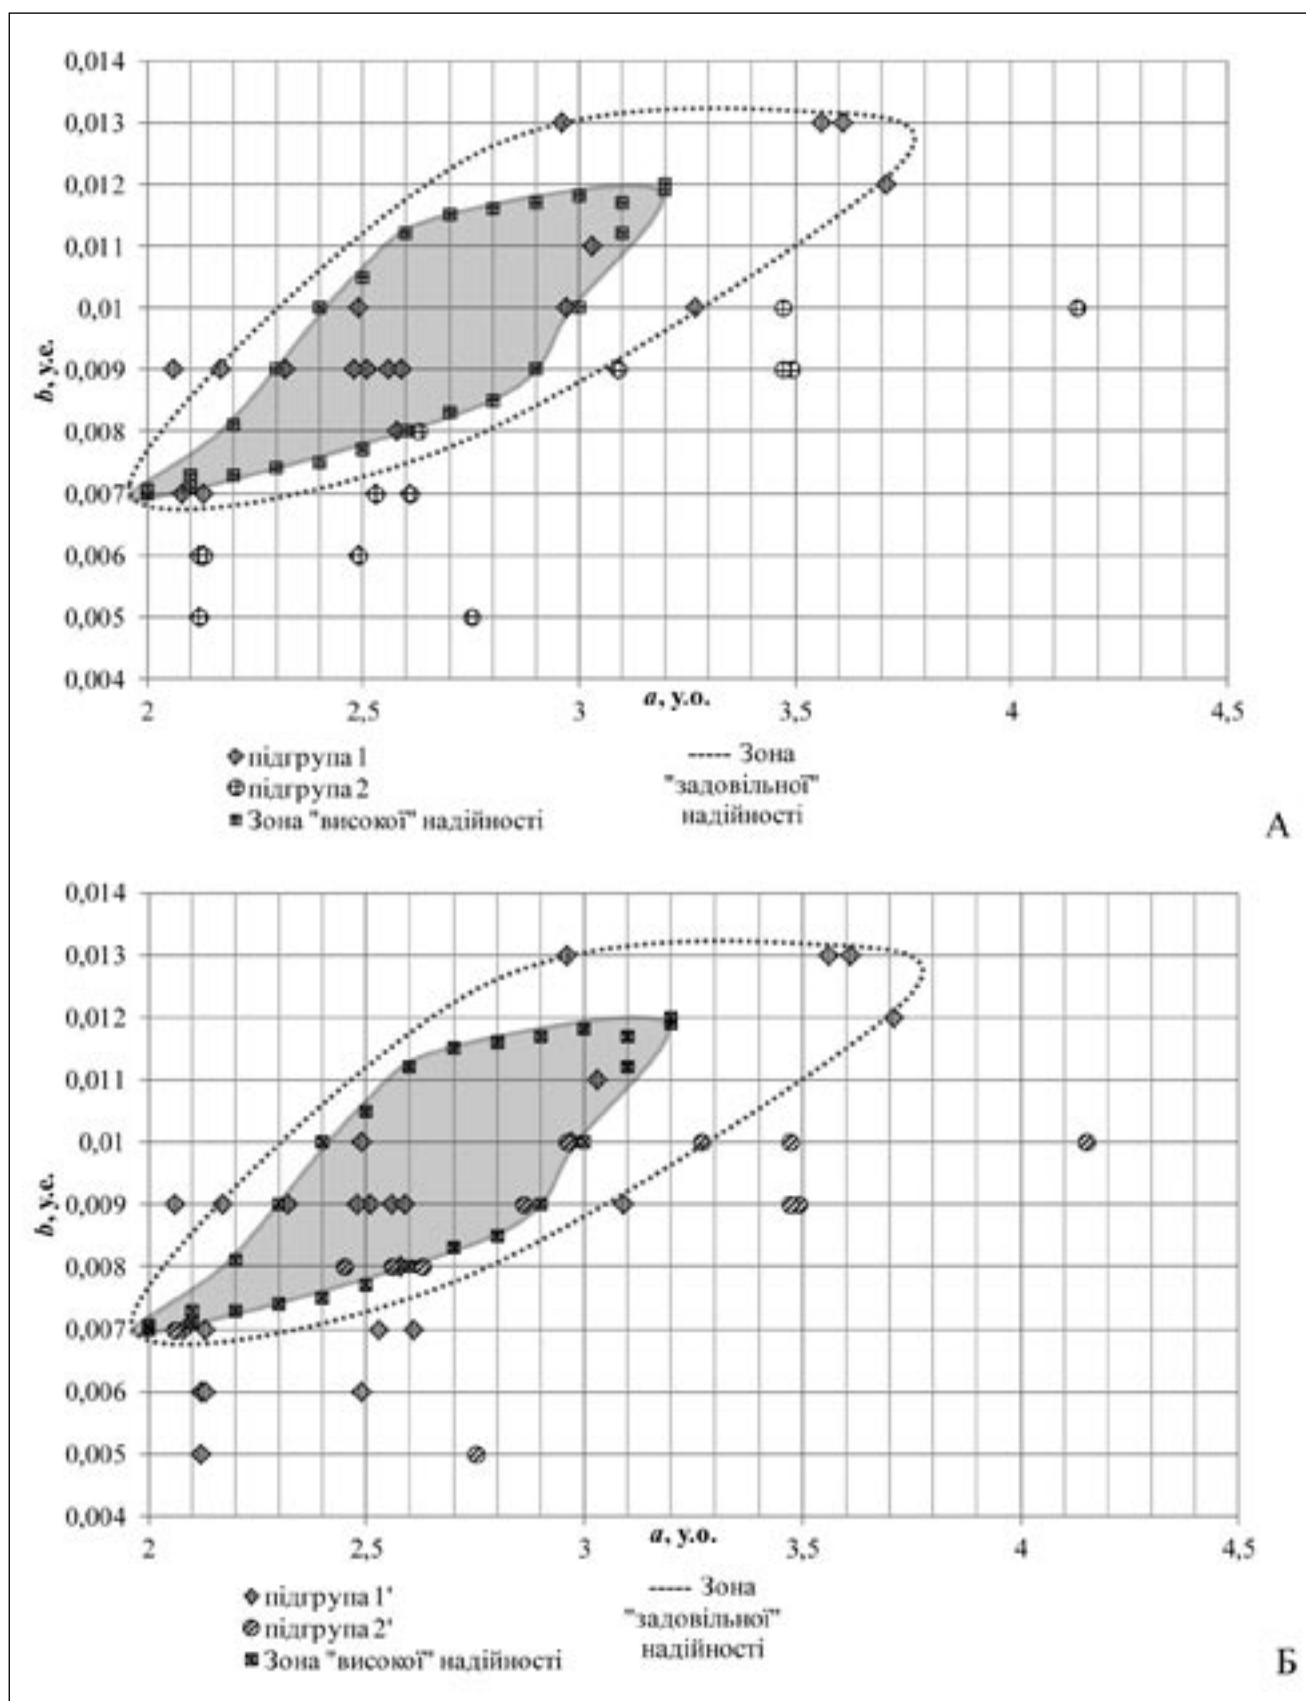 0,014
0,013
0,012
0,011
0,01
0,009
0,008
0,007
0,006
0,005
0,004
b, у.е.
2 2,5 3 3,5 4 4,5
a, у.о.
підгрупа 1
підгрупа 2
Зона "високої" надійності
Зона
"задовільної"
надійності
А
0,014
0,013
0,012
0,011
0,01
0,009
0,008
0,007
0,006
0,005
0,004
b, у.е.
2 2,5 3 3,5 4 4,5
a, у.о.
підгрупа 1'
підгрупа 2'
Зона "високої" надійності
Зона
"задовільної"
надійності
Б